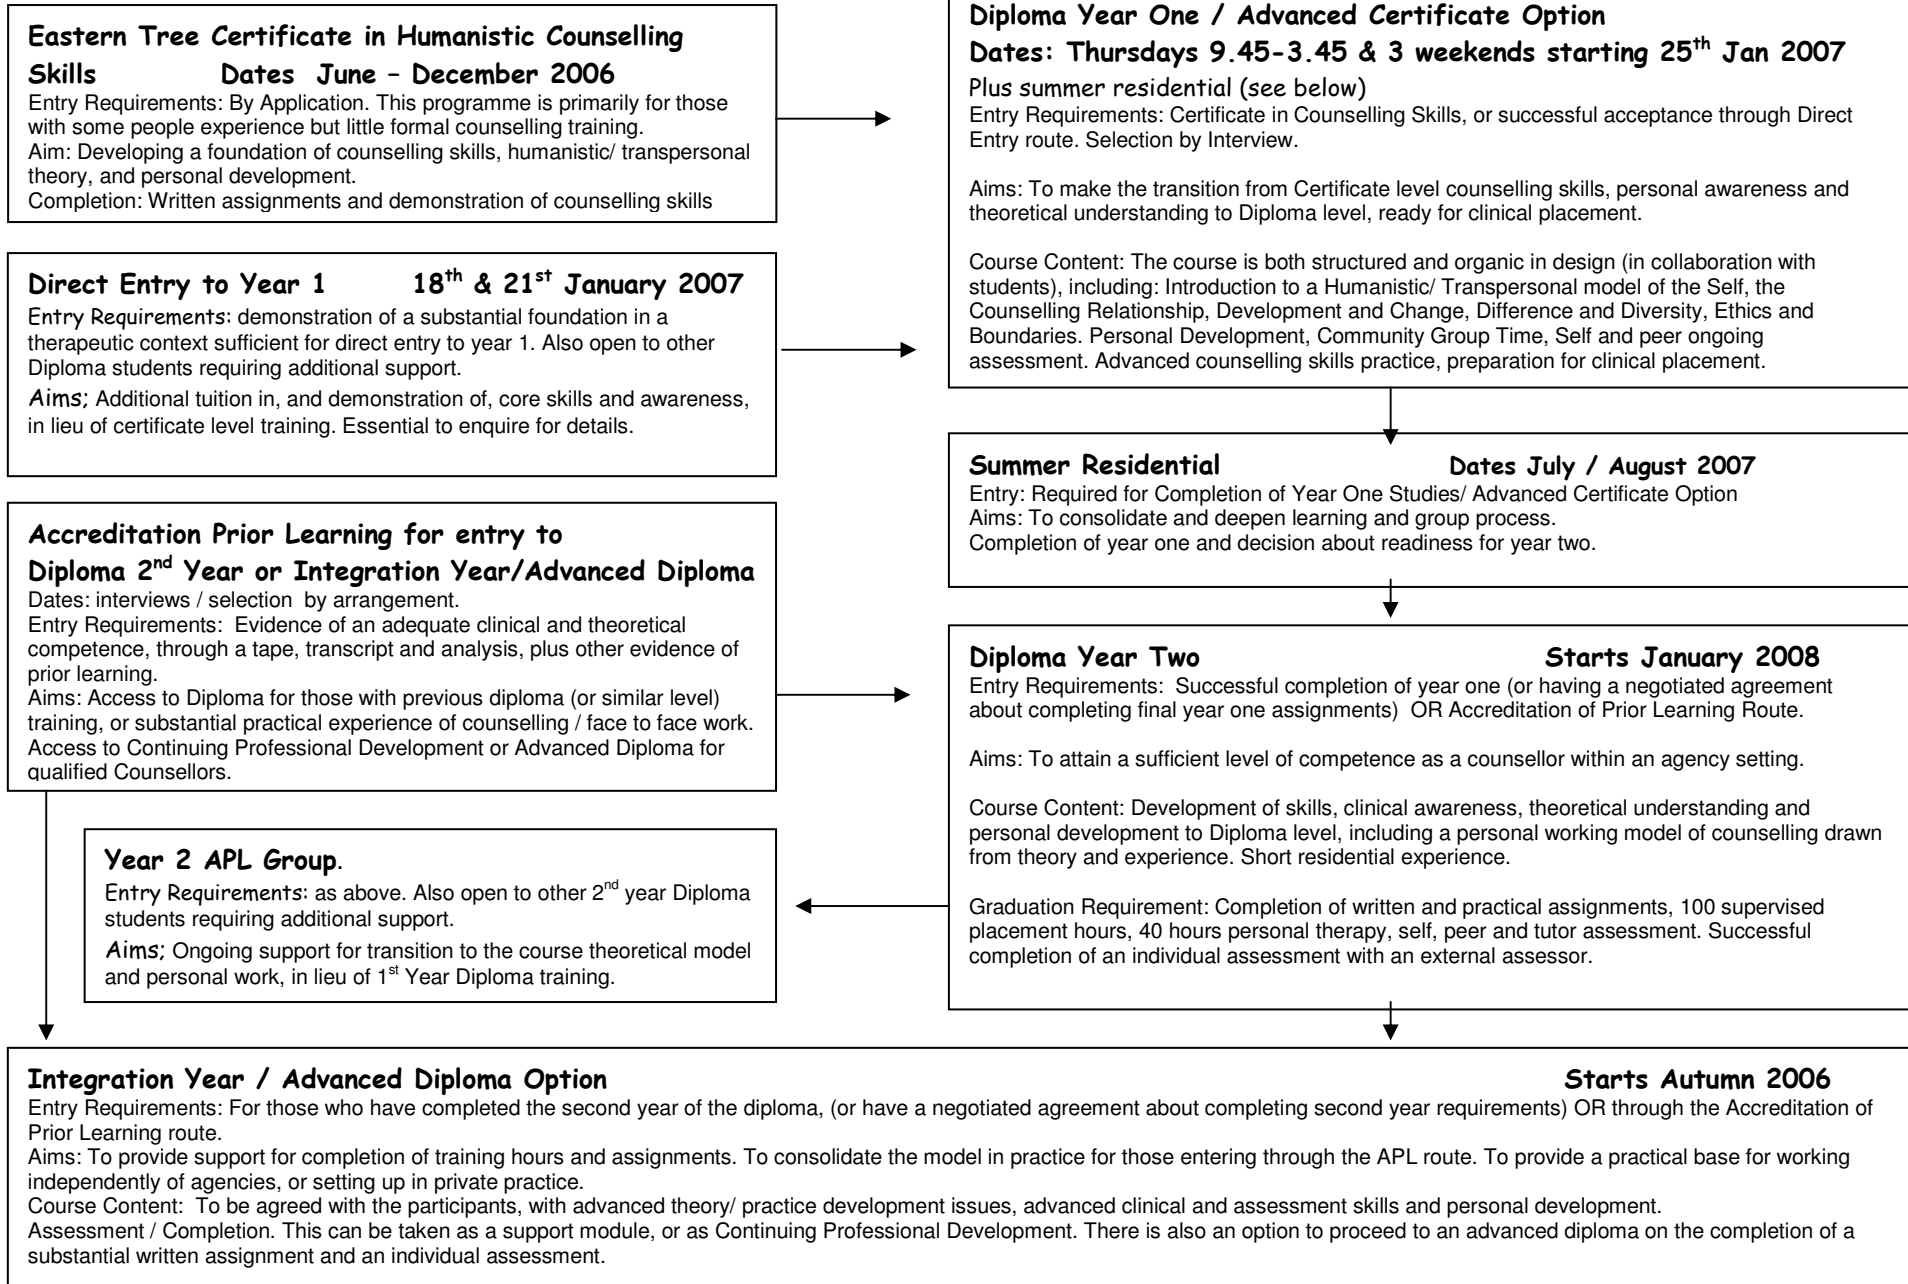 Eastern Tree Certificate in Humanistic Counselling
Skills Dates June – December 2006
Entry Requirements: By Application. This programme is primarily for those
with some people experience but little formal counselling training.
Aim: Developing a foundation of counselling skills, humanistic/ transpersonal
theory, and personal development.
Completion: Written assignments and demonstration of counselling skills
Direct Entry to Year 1 18th & 21st January 2007
Entry Requirements: demonstration of a substantial foundation in a
therapeutic context sufficient for direct entry to year 1. Also open to other
Diploma students requiring additional support.
Aims; Additional tuition in, and demonstration of, core skills and awareness,
in lieu of certificate level training. Essential to enquire for details.
Accreditation Prior Learning for entry to
Diploma 2nd Year or Integration Year/Advanced Diploma
Dates: interviews / selection by arrangement.
Entry Requirements: Evidence of an adequate clinical and theoretical
competence, through a tape, transcript and analysis, plus other evidence of
prior learning.
Aims: Access to Diploma for those with previous diploma (or similar level)
training, or substantial practical experience of counselling / face to face work.
Access to Continuing Professional Development or Advanced Diploma for
qualified Counsellors.
Year 2 APL Group.
Entry Requirements: as above. Also open to other 2nd year Diploma
students requiring additional support.
Aims; Ongoing support for transition to the course theoretical model
and personal work, in lieu of 1st Year Diploma training.
Diploma Year One / Advanced Certificate Option
Dates: Thursdays 9.45-3.45 & 3 weekends starting 25th Jan 2007
Plus summer residential (see below)
Entry Requirements: Certificate in Counselling Skills, or successful acceptance through Direct
Entry route. Selection by Interview.
Aims: To make the transition from Certificate level counselling skills, personal awareness and
theoretical understanding to Diploma level, ready for clinical placement.
Course Content: The course is both structured and organic in design (in collaboration with
students), including: Introduction to a Humanistic/ Transpersonal model of the Self, the
Counselling Relationship, Development and Change, Difference and Diversity, Ethics and
Boundaries. Personal Development, Community Group Time, Self and peer ongoing
assessment. Advanced counselling skills practice, preparation for clinical placement.
Summer Residential Dates July / August 2007
Entry: Required for Completion of Year One Studies/ Advanced Certificate Option
Aims: To consolidate and deepen learning and group process.
Completion of year one and decision about readiness for year two.
Diploma Year Two Starts January 2008
Entry Requirements: Successful completion of year one (or having a negotiated agreement
about completing final year one assignments) OR Accreditation of Prior Learning Route.
Aims: To attain a sufficient level of competence as a counsellor within an agency setting.
Course Content: Development of skills, clinical awareness, theoretical understanding and
personal development to Diploma level, including a personal working model of counselling drawn
from theory and experience. Short residential experience.
Graduation Requirement: Completion of written and practical assignments, 100 supervised
placement hours, 40 hours personal therapy, self, peer and tutor assessment. Successful
completion of an individual assessment with an external assessor.
Integration Year / Advanced Diploma Option Starts Autumn 2006
Entry Requirements: For those who have completed the second year of the diploma, (or have a negotiated agreement about completing second year requirements) OR through the Accreditation of
Prior Learning route.
Aims: To provide support for completion of training hours and assignments. To consolidate the model in practice for those entering through the APL route. To provide a practical base for working
independently of agencies, or setting up in private practice.
Course Content: To be agreed with the participants, with advanced theory/ practice development issues, advanced clinical and assessment skills and personal development.
Assessment / Completion. This can be taken as a support module, or as Continuing Professional Development. There is also an option to proceed to an advanced diploma on the completion of a
substantial written assignment and an individual assessment.